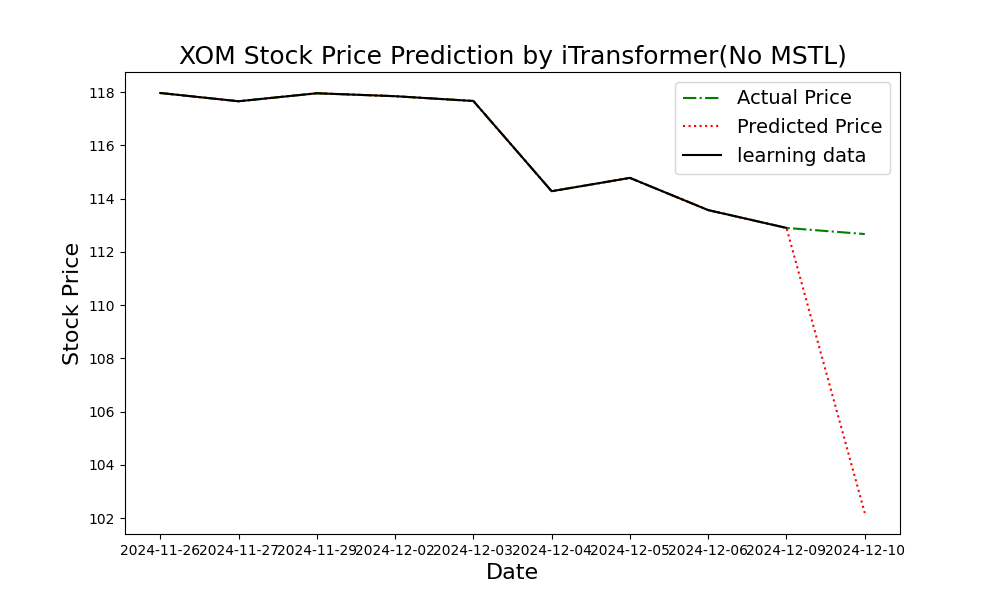 XOM Stock Price Prediction by iTransformer(No MSTL)
Actual Price
Predicted Price
learning data
Stock Price
118
116
114
112
110
108
106
104
102
2024-11-26 2024-11-27 2024-11-29 2024-12-02 2024-12-03 2024-12-04 2024-12-05 2024-12-06 2024-12-09 2024-12-10
Date